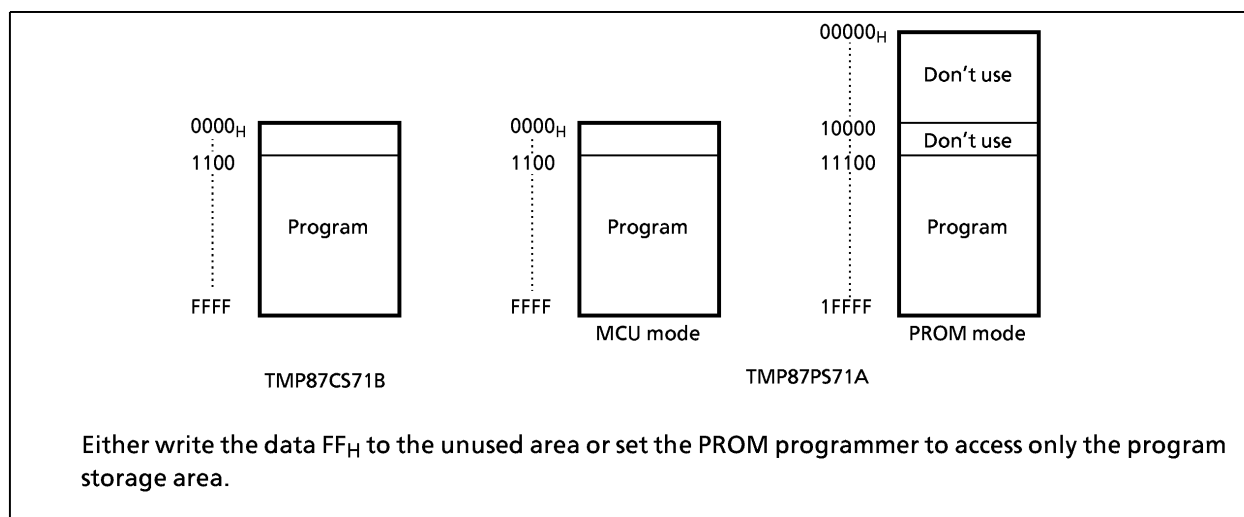 00000H
Don't use
10000
Don't use
11100
Program
1FFFF
PROM mode
0000H
1100
Program
FFFF
0000H
1100
Program
FFFF
MCU mode
TMP87CS71B
TMP87PS71A
Either write the data FFH to the unused area or set the PROM programmer to access only the program
storage area.